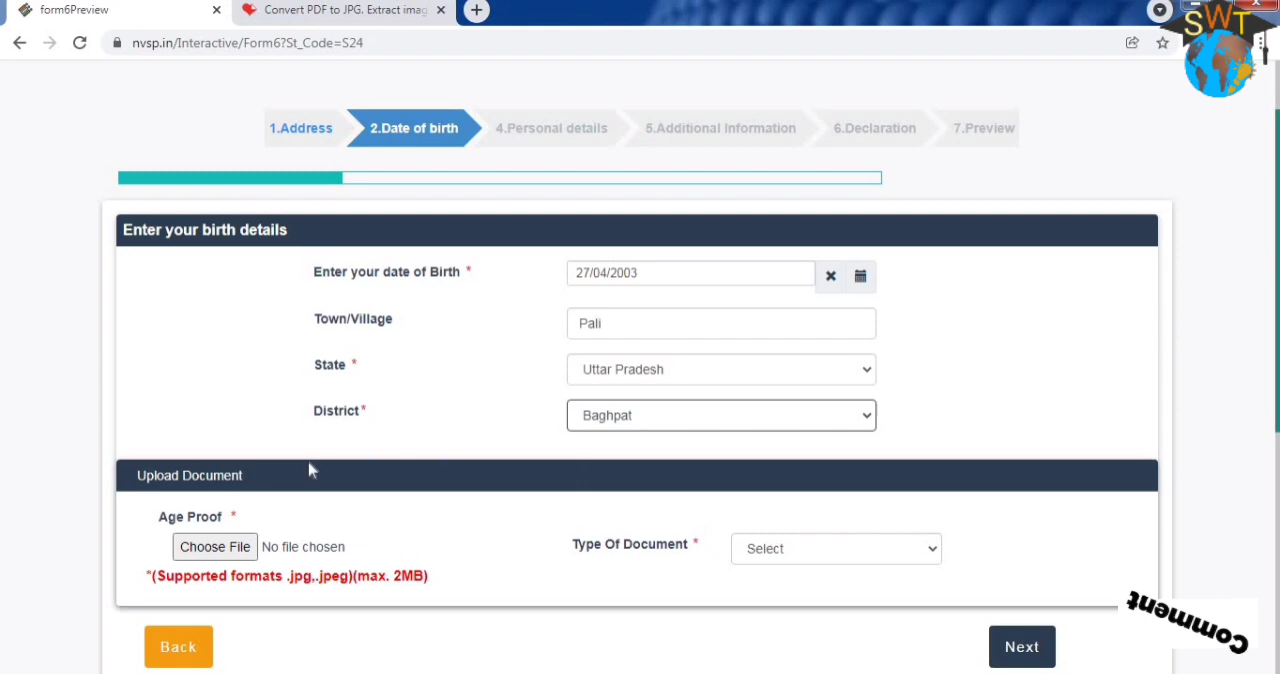 form6Preview
Convert PDF to JPG. Extract imag
nvsp.in/Interactive/Form6?St_Code=S24
SWT
1.Address
2.Date of birth
4.Personal details
5.Additional Information
6.Declaration
7.Preview
Enter your birth details
Enter your date of Birth *
27/04/2003
Town/Village
Pali
State *
Uttar Pradesh
District*
Baghpat
Upload Document
Age Proof *
Choose File No file chosen
Type Of Document *
Select
*(Supported formats .jpg,.jpeg)(max. 2MB)
Comment
Back
Next